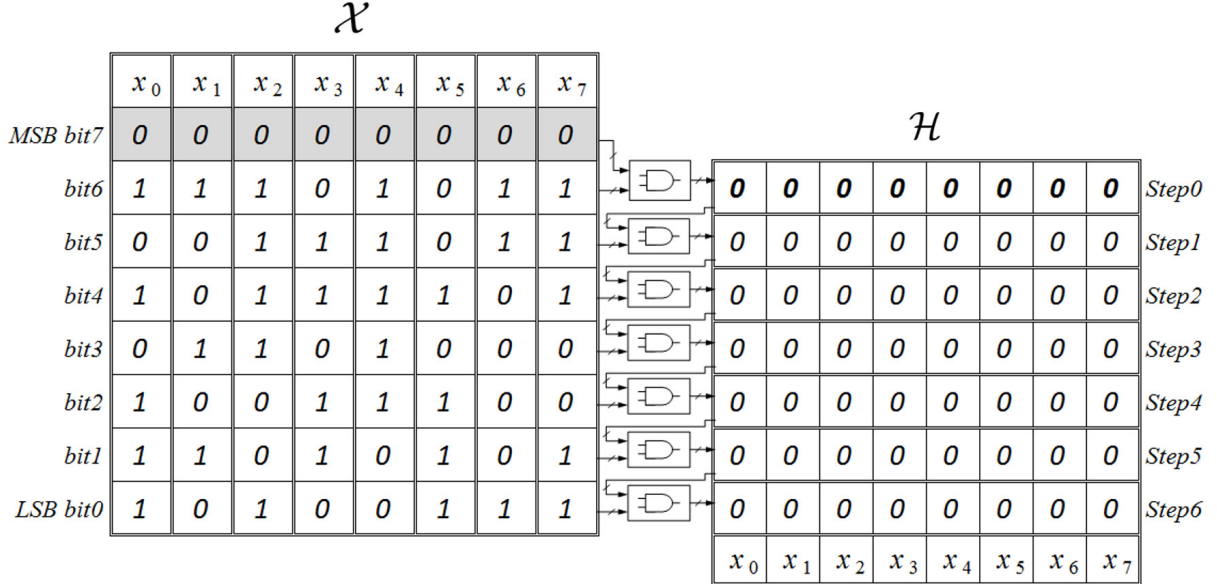 𝒳
x₀ x₁ x₂ x₃ x₄ x₅ x₆ x₇
ℋ
MSB bit7 0 0 0 0 0 0 0 0
bit6 1 1 1 0 1 0 1 1 0 0 0 0 0 0 0 0 Step0
bit5 0 0 1 1 1 0 1 1 0 0 0 0 0 0 0 0 Step1
bit4 1 0 1 1 1 1 0 1 0 0 0 0 0 0 0 0 Step2
bit3 0 1 1 0 1 0 0 0 0 0 0 0 0 0 0 0 Step3
bit2 1 0 0 1 1 1 0 0 0 0 0 0 0 0 0 0 Step4
bit1 1 1 0 1 0 1 0 1 0 0 0 0 0 0 0 0 Step5
LSB bit0 1 0 1 0 0 1 1 1 0 0 0 0 0 0 0 0 Step6
x₀ x₁ x₂ x₃ x₄ x₅ x₆ x₇